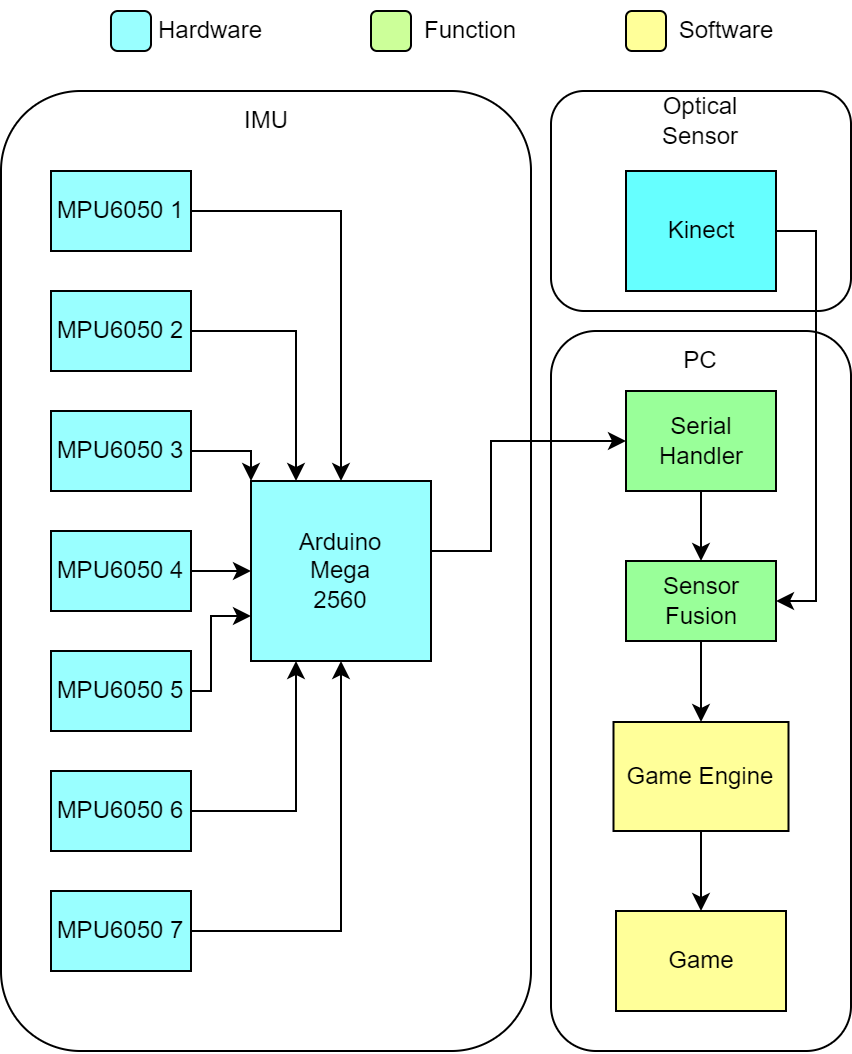 Hardware
Function
Software
IMU
MPU6050 1
MPU6050 2
MPU6050 3
MPU6050 4
MPU6050 5
MPU6050 6
MPU6050 7
Arduino
Mega
2560
Optical
Sensor
Kinect
PC
Serial
Handler
Sensor
Fusion
Game Engine
Game